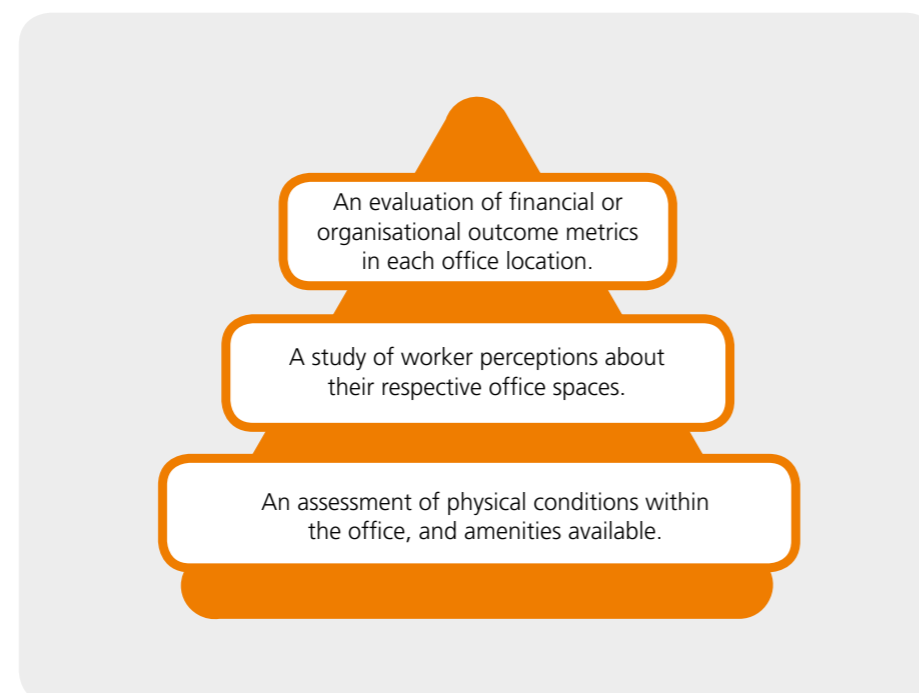 An evaluation of financial or
organisational outcome metrics
in each office location.
A study of worker perceptions about
their respective office spaces.
An assessment of physical conditions within
the office, and amenities available.